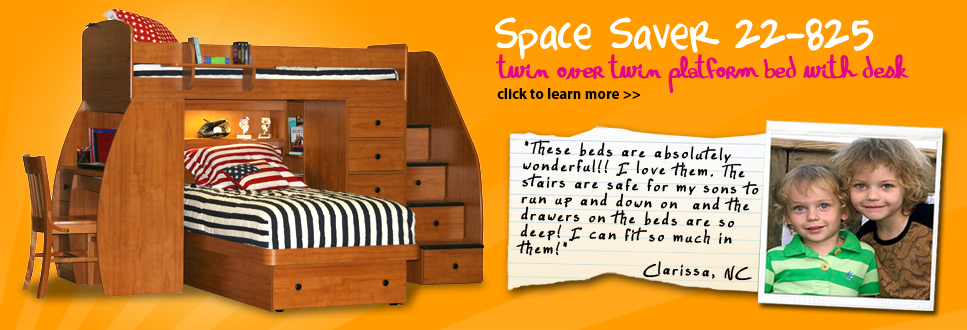 Space Saver 22-825
twin over twin platform bed with desk
click to learn more >>
"These beds are absolutely
wonderful!! I love them. The
stairs are safe for my sons to
run up and down on and the
drawers on the beds are so
deep! I can fit so much in
them!"
Clarissa, NC